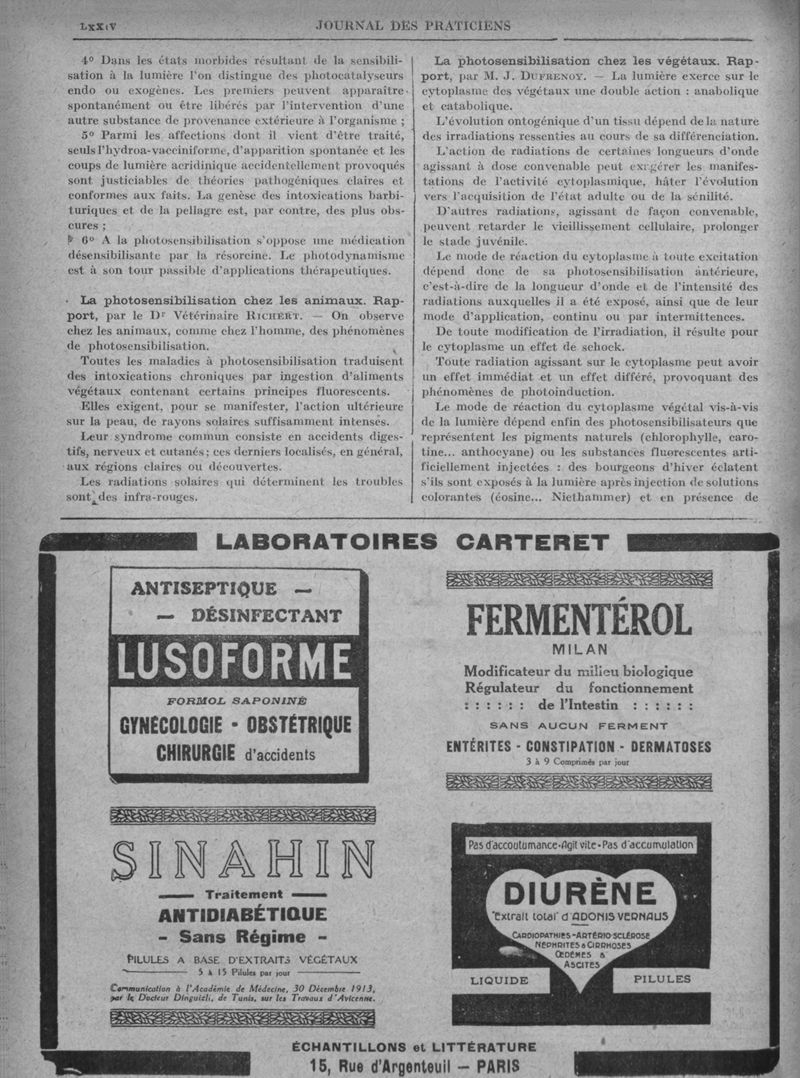 LXXIV
JOURNAL DES PRATICIENS
4º Dans les états morbides résultant de la sensibili-
sation à la lumière l'on distingue des photocatalyseurs
endo ou exogènes. Les premiers peuvent apparaître
spontanément ou être libérés par l'intervention d'une
autre substance de provenance extérieure à l'organisme ;
5º Parmi les affections dont il vient d'être traité,
seuls l'hydroa-vacciniforme, d'apparition spontanée et les
coups de lumière acridinique accidentellement provoqués
sont justiciables de théories pathogéniques claires et
conformes aux faits. La genèse des intoxications barbi-
turiques et de la pellagre est, par contre, des plus obs-
cures ;
6º A la photosensibilisation s'oppose une médication
désensibilisante par la résorcine. Le photodynamisme
est à son tour passible d'applications thérapeutiques.
La photosensibilisation chez les animaux. Rap-
port, par le Dr Vétérinaire RICHERT. — On observe
chez les animaux, comme chez l'homme, des phénomènes
de photosensibilisation.
Toutes les maladies à photosensibilisation traduisent
des intoxications chroniques par ingestion d'aliments
végétaux contenant certains principes fluorescents.
Elles exigent, pour se manifester, l'action ultérieure
sur la peau, de rayons solaires suffisamment intenses.
Leur syndrome commun consiste en accidents diges-
tifs, nerveux et cutanés ; ces derniers localisés, en général,
aux régions claires ou découvertes.
Les radiations solaires qui déterminent les troubles
sont des infra-rouges.
La photosensibilisation chez les végétaux. Rap-
port, par M. J. DUFRENOY. — La lumière exerce sur le
cytoplasme des végétaux une double action : anabolique
et catabolique.
L'évolution ontogénique d'un tissu dépend de la nature
des irradiations ressenties au cours de sa différenciation.
L'action de radiations de certaines longueurs d'onde
agissant à dose convenable peut exagérer les manifes-
tations de l'activité cytoplasmique, hâter l'évolution
vers l'acquisition de l'état adulte ou de la sénilité.
D'autres radiations, agissant de façon convenable,
peuvent retarder le vieillissement cellulaire, prolonger
le stade juvénile.
Le mode de réaction du cytoplasme à toute excitation
dépend donc de sa photosensibilisation antérieure,
c'est-à-dire de la longueur d'onde et de l'intensité des
radiations auxquelles il a été exposé, ainsi que de leur
mode d'application, continu ou par intermittences.
De toute modification de l'irradiation, il résulte pour
le cytoplasme un effet de schock.
Toute radiation agissant sur le cytoplasme peut avoir
un effet immédiat et un effet différé, provoquant des
phénomènes de photoinduction.
Le mode de réaction du cytoplasme végétal vis-à-vis
de la lumière dépend enfin des photosensibilisateurs que
représentent les pigments naturels (chlorophylle, caro-
tine... anthocyane) ou les substances fluorescentes arti-
ficiellement injectées : des bourgeons d'hiver éclatent
s'ils sont exposés à la lumière après injection de solutions
colorantes (éosine... Niethammer) et en présence de
LABORATOIRES CARTERET
ANTISEPTIQUE —
— DÉSINFECTANT
LUSOFORME
FORMOL SAPONINÉ
GYNÉCOLOGIE - OBSTÉTRIQUE
CHIRURGIE d'accidents
FERMENTÉROL
MILAN
Modificateur du milieu biologique
Régulateur du fonctionnement
: : : : : : de l'Intestin : : : : : :
SANS AUCUN FERMENT
ENTÉRITES - CONSTIPATION - DERMATOSES
3 à 9 Comprimés par jour
SINAHIN
Traitement
ANTIDIABÉTIQUE
- Sans Régime -
PILULES A BASE D'EXTRAITS VÉGÉTAUX
5 à 15 Pilules par jour
Communication à l'Académie de Médecine, 30 Décembre 1913,
par le Docteur Dinguizli, de Tunis, sur les Travaux d'Avicenne.
Pas d'accoutumance-Agit vite-Pas d'accumulation
DIURÈNE
"Extrait total" d'ADONIS VERNALIS
CARDIOPATHIES-ARTÉRIO-SCLÉROSE
NÉPHRITES & CIRRHOSES
ŒDÈMES &
ASCITES
LIQUIDE
PILULES
ÉCHANTILLONS et LITTÉRATURE
15, Rue d'Argenteuil — PARIS